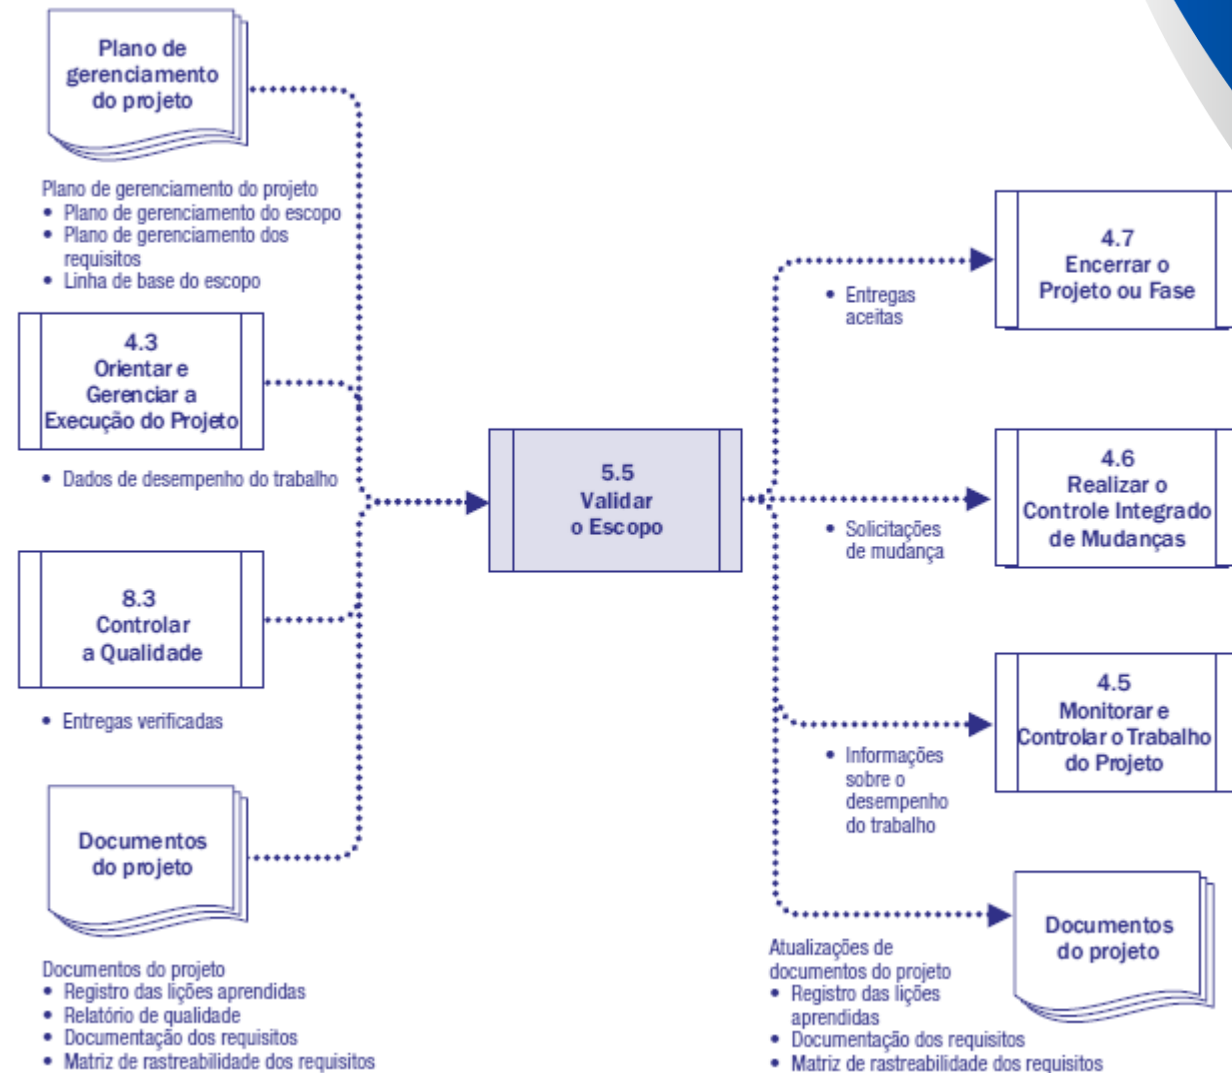 Plano de
gerenciamento
do projeto
Plano de gerenciamento do projeto
• Plano de gerenciamento do escopo
• Plano de gerenciamento dos
requisitos
• Linha de base do escopo
4.3
Orientar e
Gerenciar a
Execução do Projeto
• Dados de desempenho do trabalho
8.3
Controlar
a Qualidade
• Entregas verificadas
Documentos
do projeto
Documentos do projeto
• Registro das lições aprendidas
• Relatório de qualidade
• Documentação dos requisitos
• Matriz de rastreabilidade dos requisitos
5.5
Validar
o Escopo
• Entregas
aceitas
4.7
Encerrar o
Projeto ou Fase
• Solicitações
de mudança
4.6
Realizar o
Controle Integrado
de Mudanças
• Informações
sobre o
desempenho
do trabalho
4.5
Monitorar e
Controlar o Trabalho
do Projeto
Atualizações de
documentos do projeto
• Registro das lições
aprendidas
• Documentação dos requisitos
• Matriz de rastreabilidade dos requisitos
Documentos
do projeto